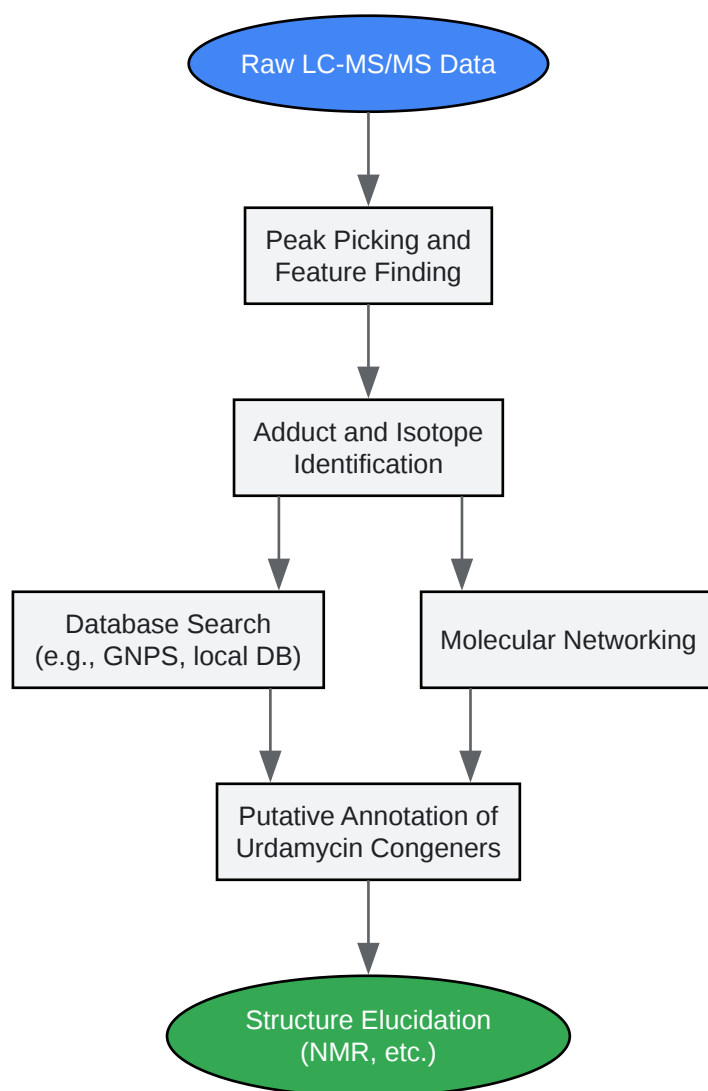 Raw LC-MS/MS Data
Peak Picking and
Feature Finding
Adduct and Isotope
Identification
Database Search
(e.g., GNPS, local DB)
Molecular Networking
Putative Annotation of
Urdamycin Congeners
Structure Elucidation
(NMR, etc.)